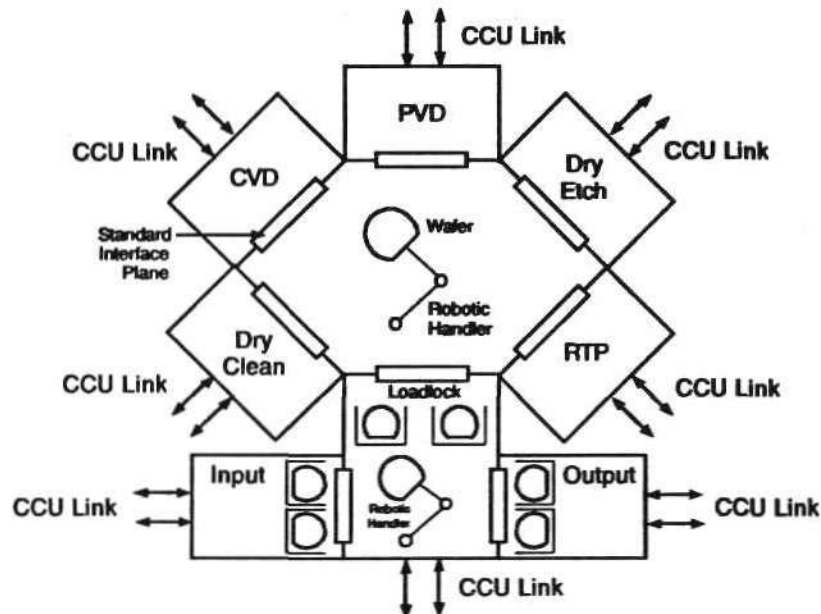 CCU Link
PVD
CCU Link
CVD
CCU Link
Dry
Etch
Standard
Interface
Plane
Wafer
Robotic
Handler
Dry
Clean
RTP
CCU Link
CCU Link
Loadlock
Input
Output
CCU Link
Robotic
Handler
CCU Link
CCU Link